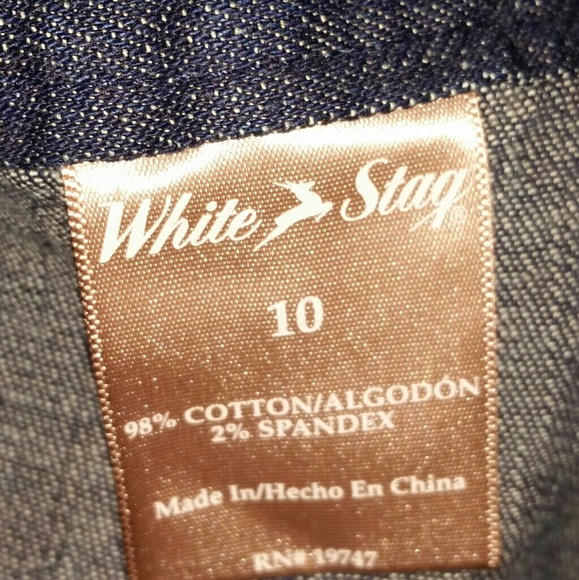 White Stag®
10
98% COTTON/ALGODÓN
2% SPANDEX
Made In/Hecho En China
RN# 19747